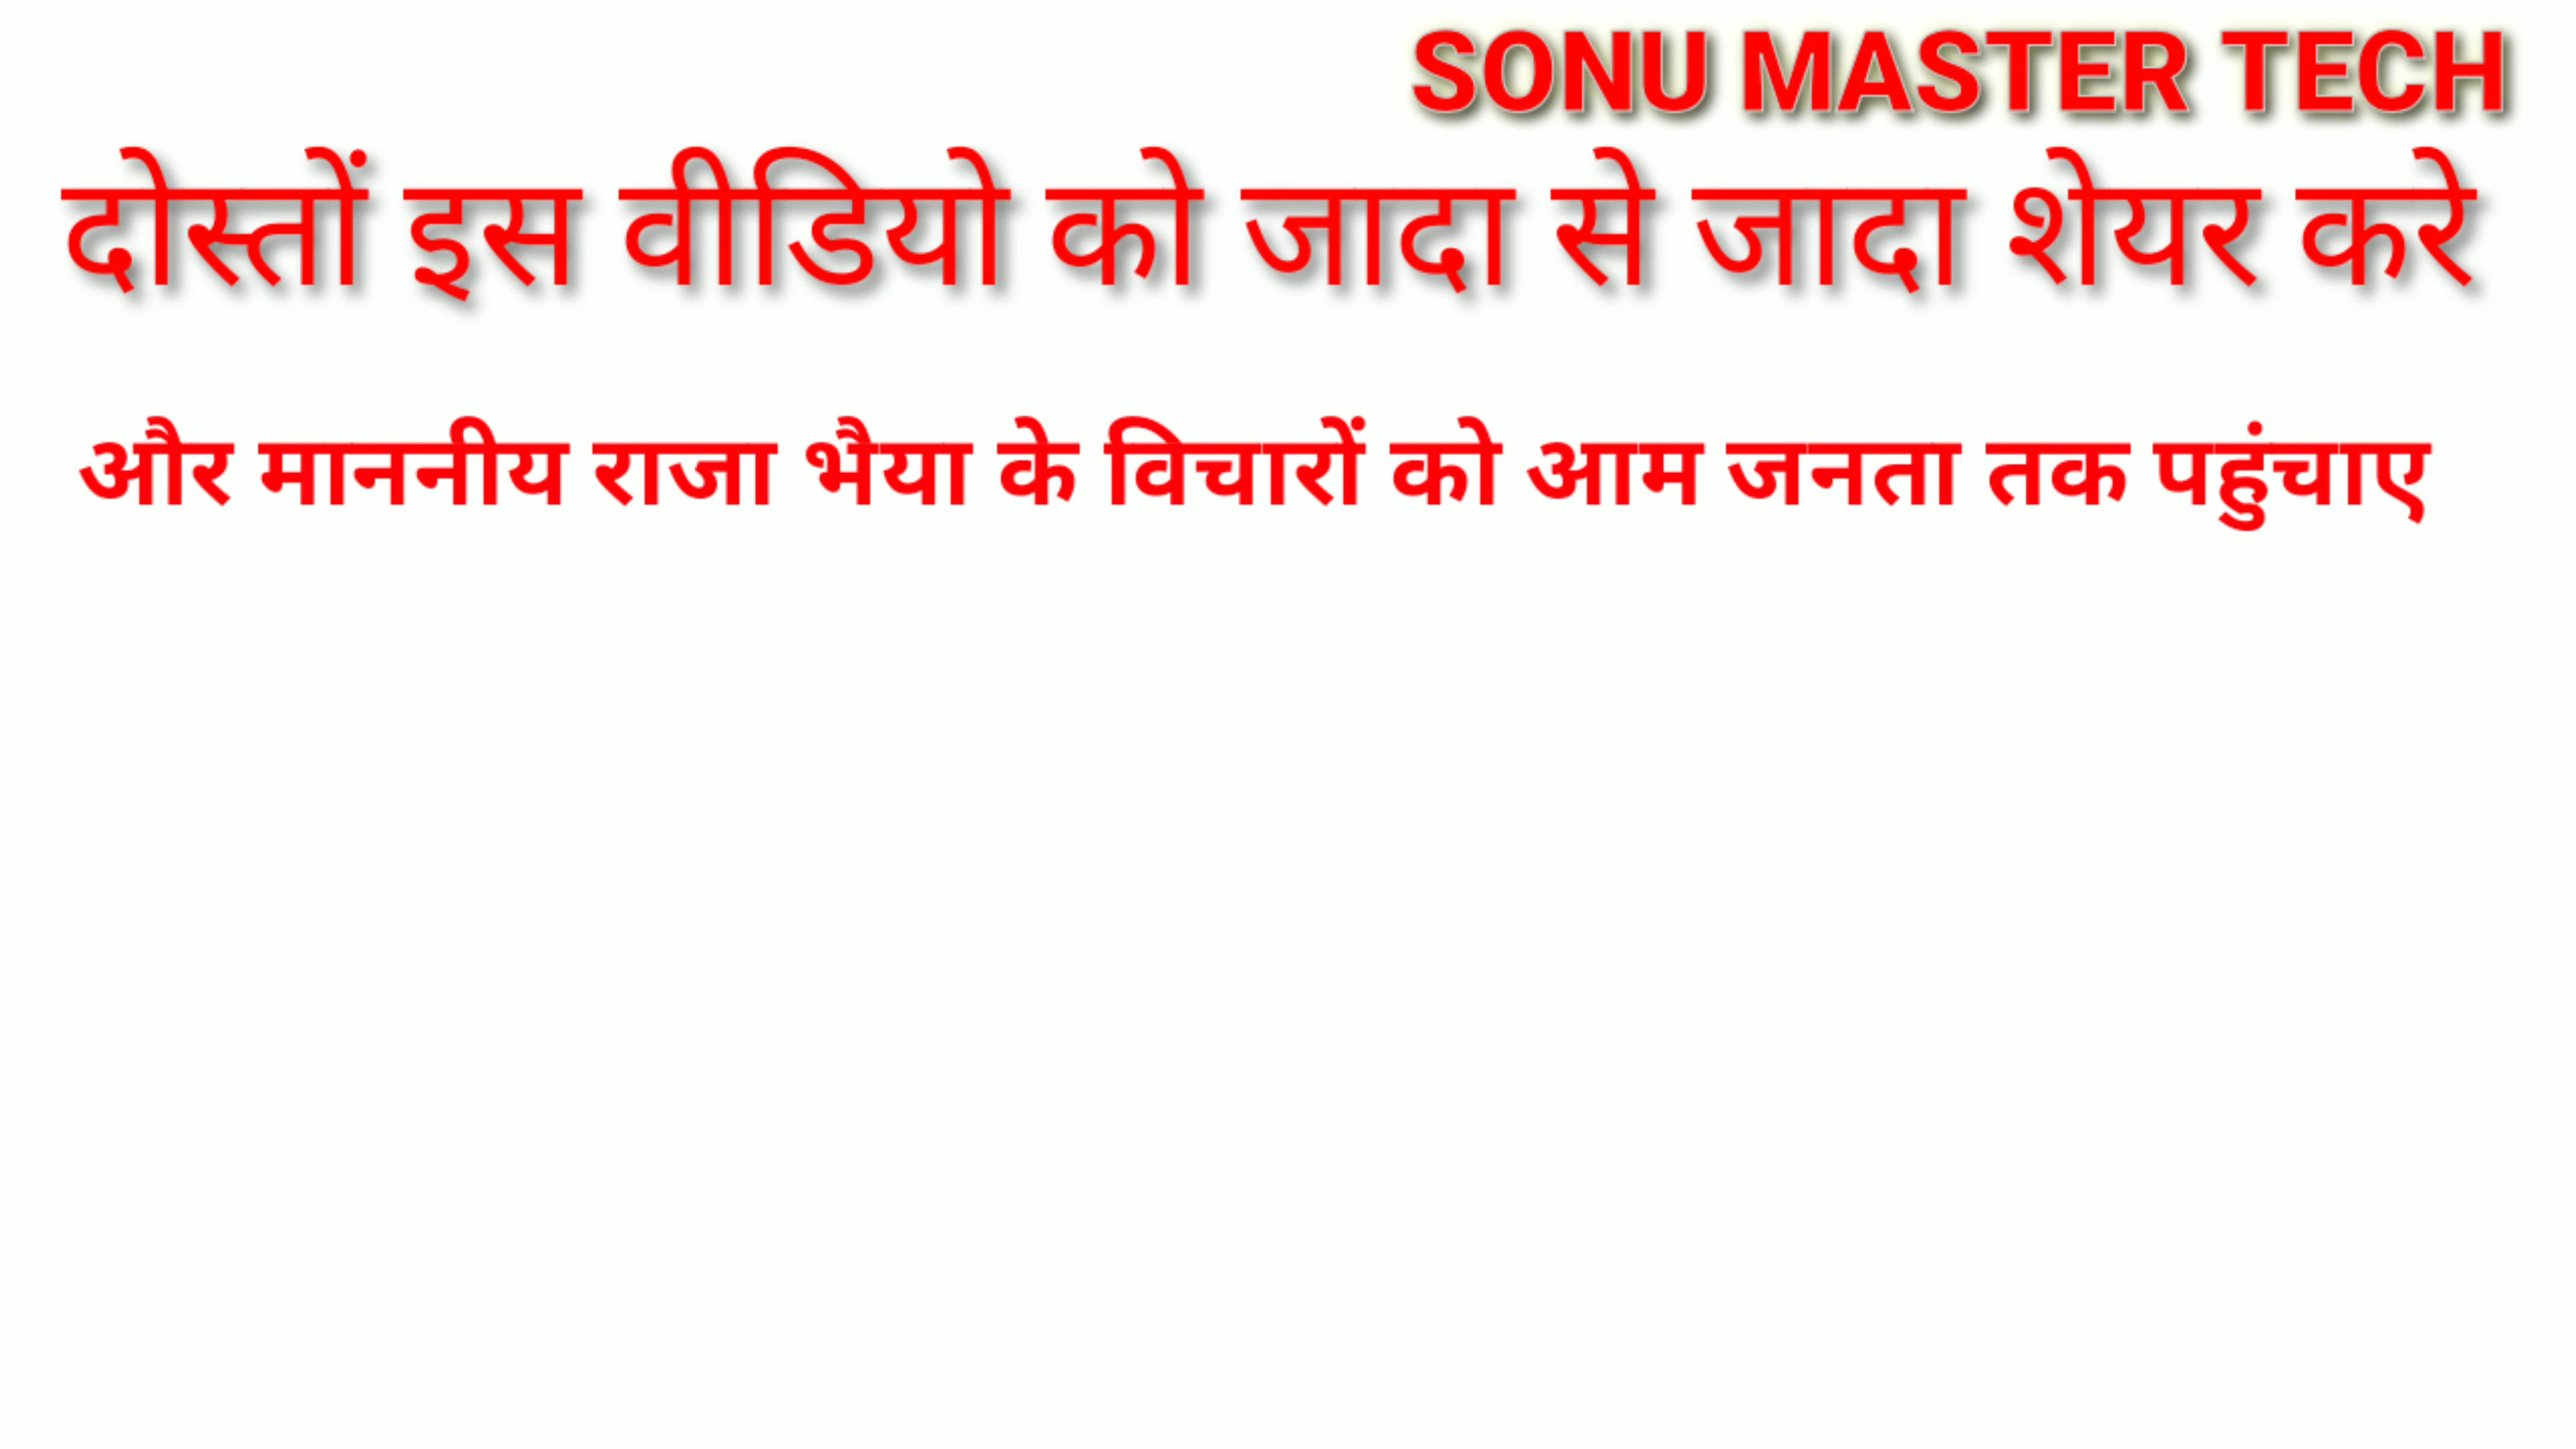 SONU MASTER TECH
दोस्तों इस वीडियो को जादा से जादा शेयर करे
और माननीय राजा भैया के विचारों को आम जनता तक पहुंचाए